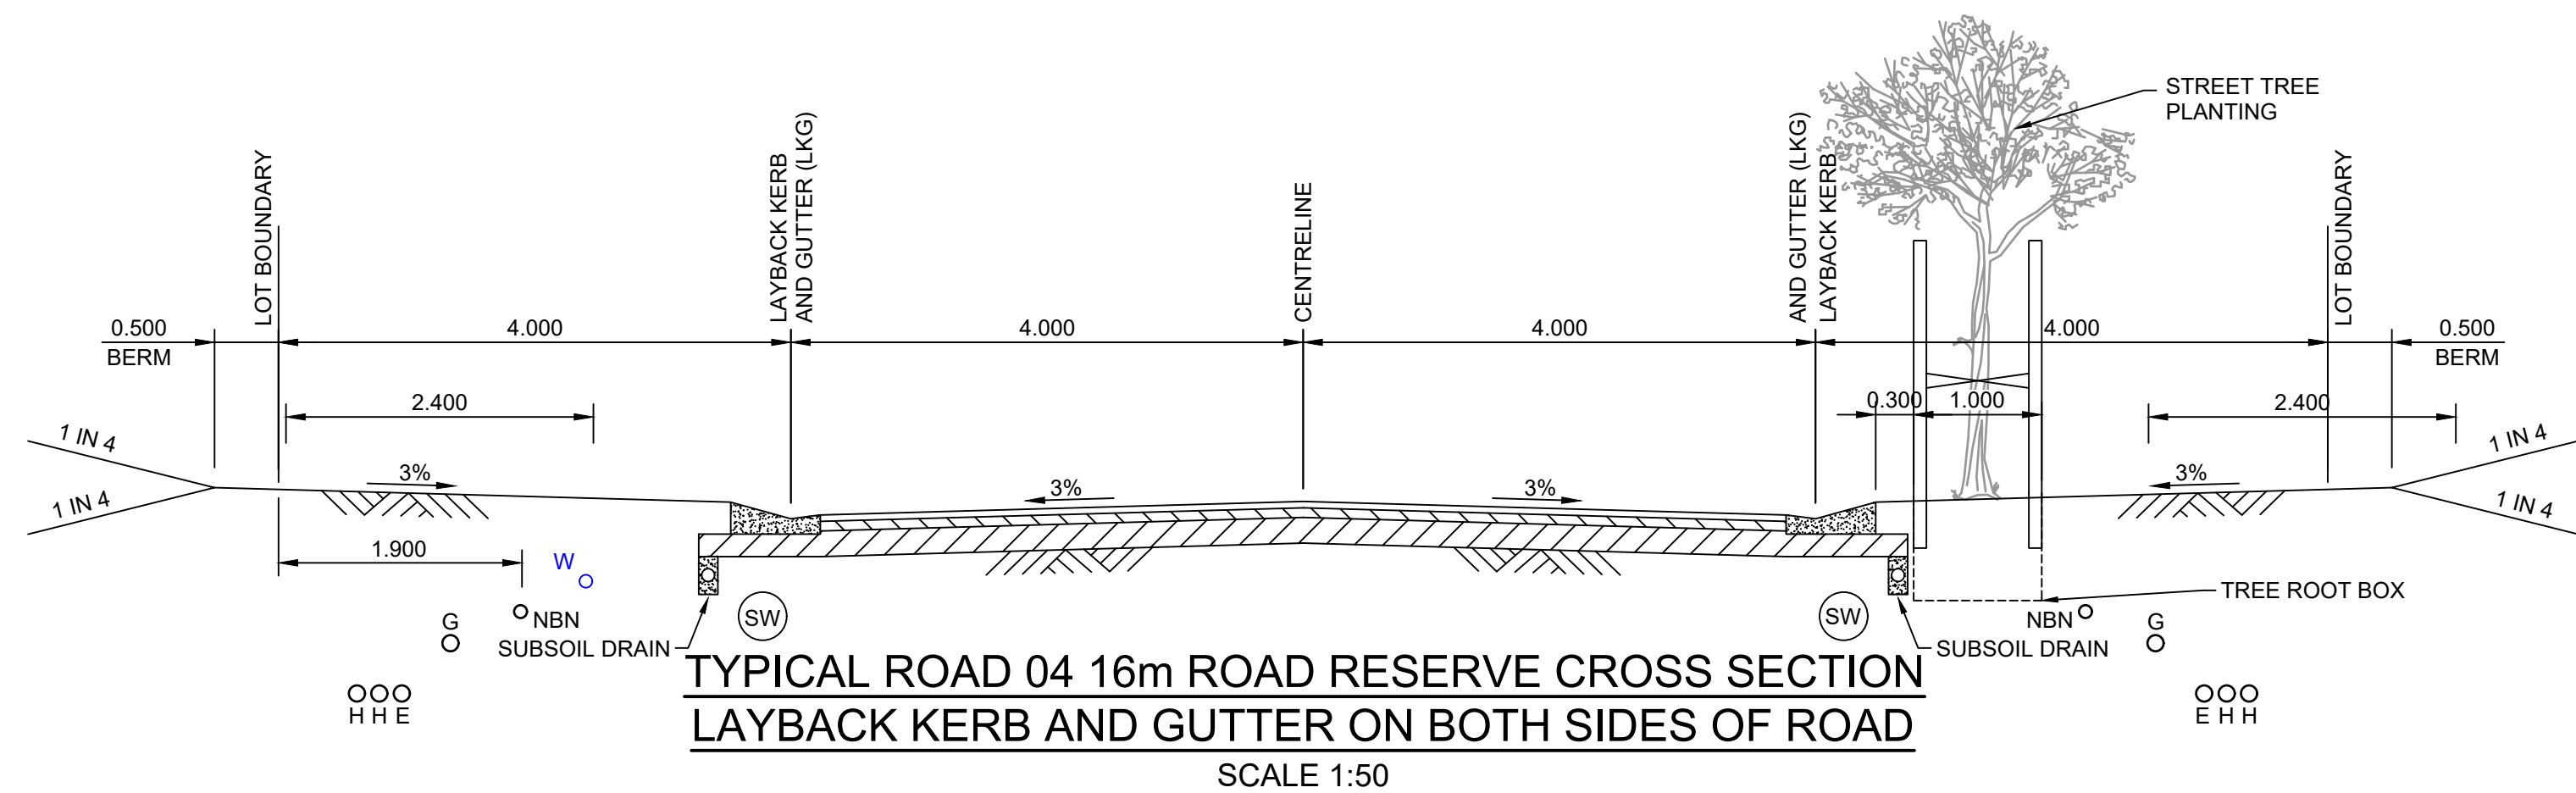 STREET TREE
PLANTING
LOT BOUNDARY
LAYBACK KERB
AND GUTTER (LKG)
CENTRELINE
AND GUTTER (LKG)
LAYBACK KERB
LOT BOUNDARY
0.500
BERM
4.000
4.000
4.000
4.000
0.500
BERM
2.400
0.300
1.000
2.400
1 IN 4
1 IN 4
3%
3%
3%
3%
1 IN 4
1 IN 4
1.900
W
NBN
G
SUBSOIL DRAIN
SW
SW
TREE ROOT BOX
NBN
G
SUBSOIL DRAIN
H H E
E H H
TYPICAL ROAD 04 16m ROAD RESERVE CROSS SECTION
LAYBACK KERB AND GUTTER ON BOTH SIDES OF ROAD
SCALE 1:50